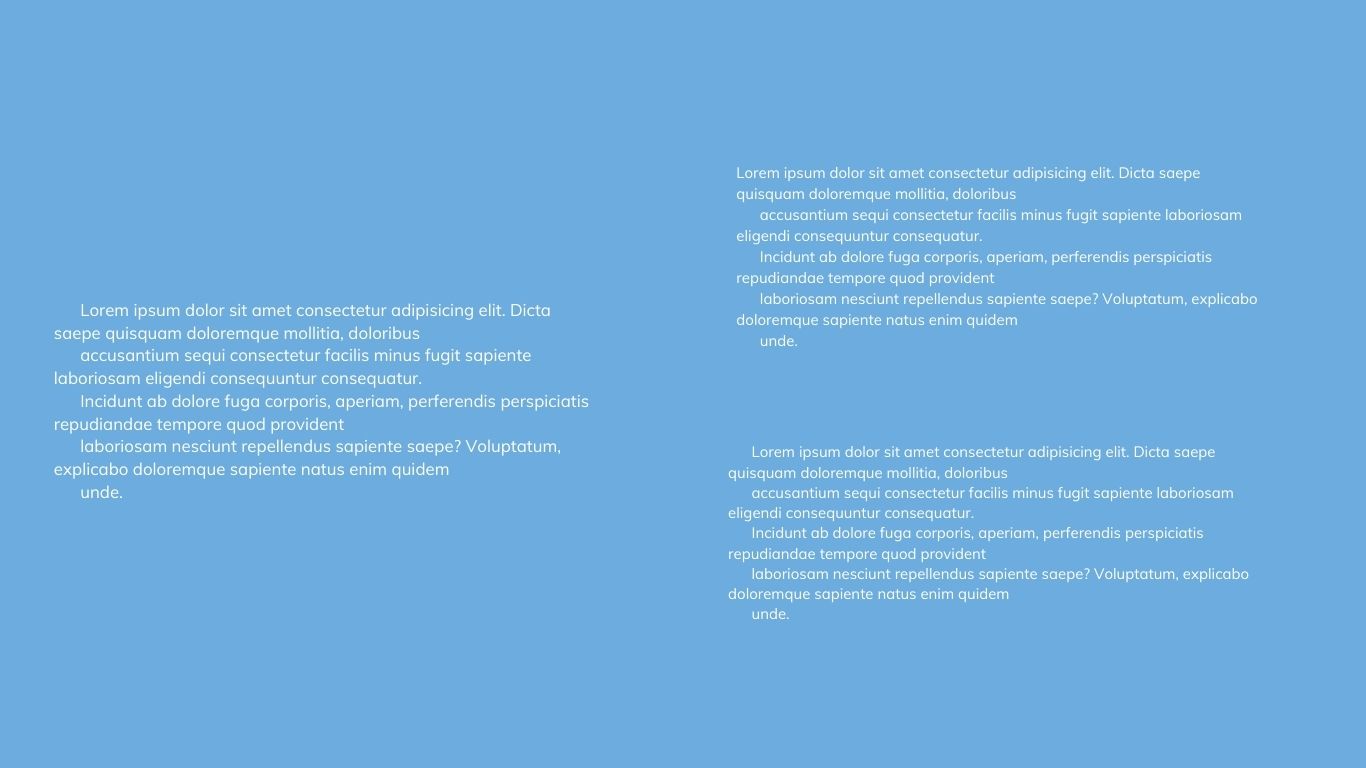 Lorem ipsum dolor sit amet consectetur adipisicing elit. Dicta
saepe quisquam doloremque mollitia, doloribus
accusantium sequi consectetur facilis minus fugit sapiente
laboriosam eligendi consequuntur consequatur.
Incidunt ab dolore fuga corporis, aperiam, perferendis perspiciatis
repudiandae tempore quod provident
laboriosam nesciunt repellendus sapiente saepe? Voluptatum,
explicabo doloremque sapiente natus enim quidem
unde.
Lorem ipsum dolor sit amet consectetur adipisicing elit. Dicta saepe
quisquam doloremque mollitia, doloribus
accusantium sequi consectetur facilis minus fugit sapiente laboriosam
eligendi consequuntur consequatur.
Incidunt ab dolore fuga corporis, aperiam, perferendis perspiciatis
repudiandae tempore quod provident
laboriosam nesciunt repellendus sapiente saepe? Voluptatum, explicabo
doloremque sapiente natus enim quidem
unde.
Lorem ipsum dolor sit amet consectetur adipisicing elit. Dicta saepe
quisquam doloremque mollitia, doloribus
accusantium sequi consectetur facilis minus fugit sapiente laboriosam
eligendi consequuntur consequatur.
Incidunt ab dolore fuga corporis, aperiam, perferendis perspiciatis
repudiandae tempore quod provident
laboriosam nesciunt repellendus sapiente saepe? Voluptatum, explicabo
doloremque sapiente natus enim quidem
unde.